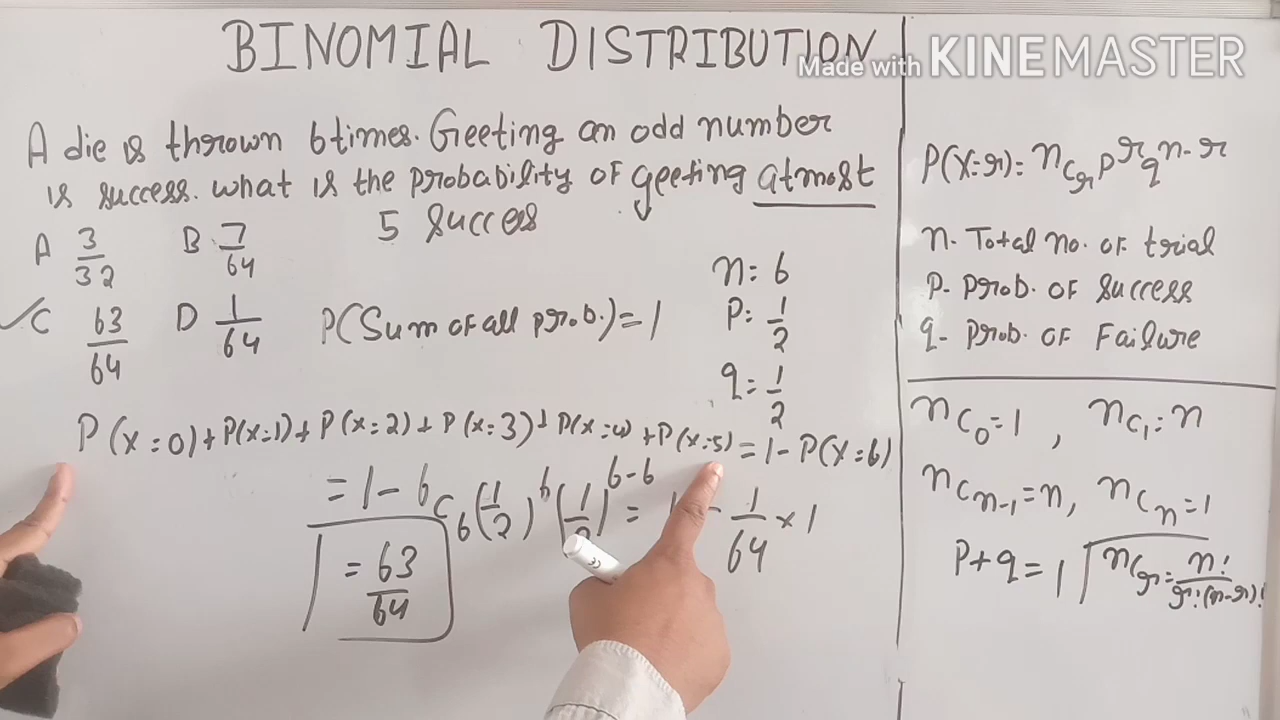 BINOMIAL DISTRIBUTION
Made with KINEMASTER
A die is thrown 6 times. Geeting an odd number
is success. what is the probability of geeting atmost
5 succes
A 3/32 B 7/64
✓C 63/64 D 1/64
P(Sum of all prob.)=1
n= 6
P= 1/2
q= 1/2
P(x=0)+P(x=1)+P(x=2)+P(x=3)+P(x=4)+P(x=5)=1-P(x=6)
=1-6C6(1/2)^6(1/2)^6-6= 1 - 1/64 × 1
= 63/64
P(X=r)= nCr p^r q^n-r
n- Total no. of trial
P- Prob. of success
q- Prob. of Failure
nC0=1, nC1=n
nCn-1=n, nCn=1
P+q=1
nCr= n!/r!(n-r)!